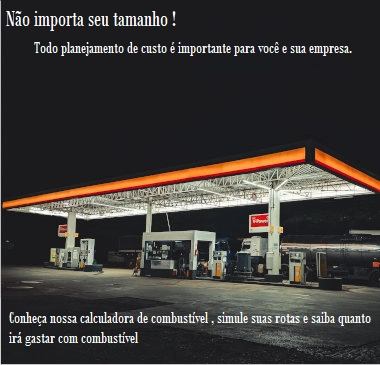 Não importa seu tamanho !
Todo planejamento de custo é importante para você e sua empresa.
Conheça nossa calculadora de combustível , simule suas rotas e saiba quanto
irá gastar com combustível